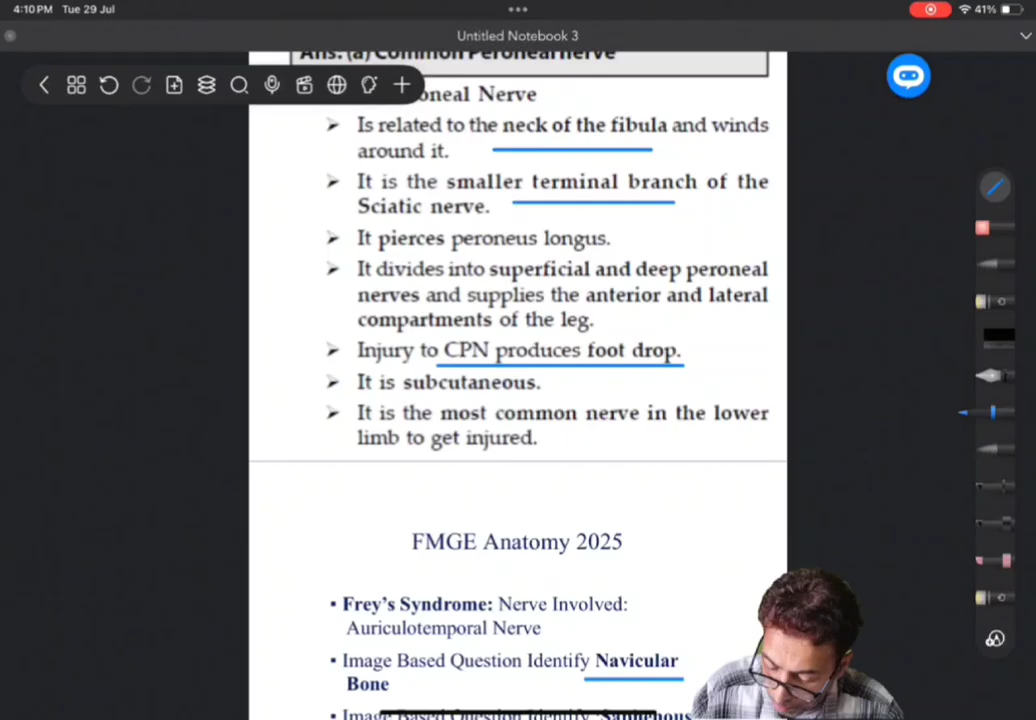 4:10 PM Tue 29 Jul
41%
Untitled Notebook 3
Ans: (a) Common Peroneal nerve
oneal Nerve
➢ Is related to the neck of the fibula and winds
around it.
➢ It is the smaller terminal branch of the
Sciatic nerve.
➢ It pierces peroneus longus.
➢ It divides into superficial and deep peroneal
nerves and supplies the anterior and lateral
compartments of the leg.
➢ Injury to CPN produces foot drop.
➢ It is subcutaneous.
➢ It is the most common nerve in the lower
limb to get injured.
FMGE Anatomy 2025
▪ Frey's Syndrome: Nerve Involved:
Auriculotemporal Nerve
▪ Image Based Question Identify Navicular
Bone
▪ Image Based Question Identify Saphenous